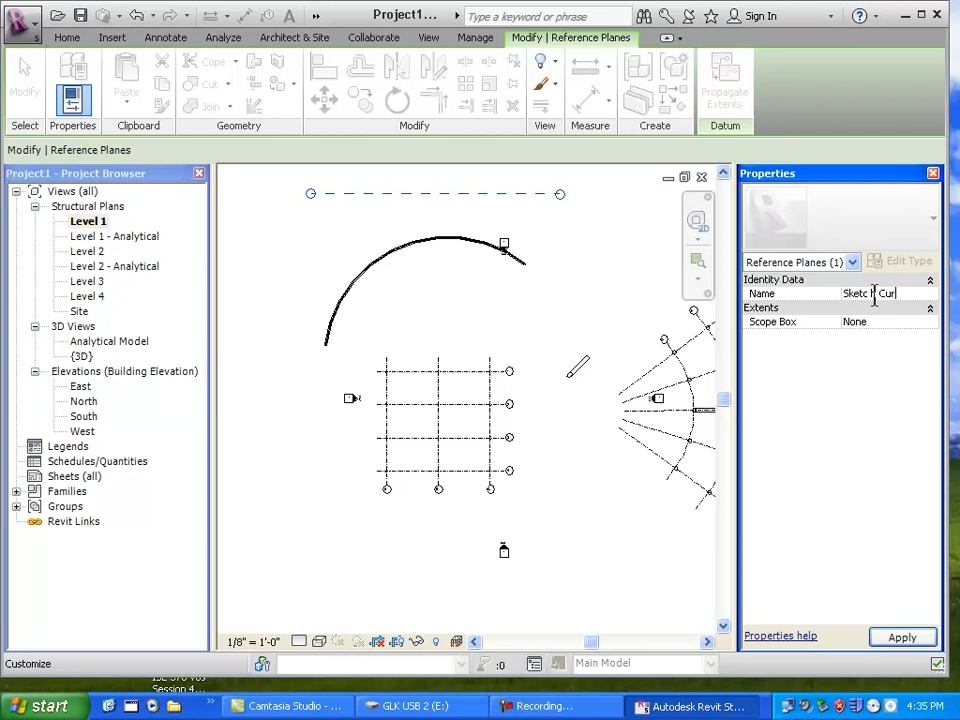 Project1...
Type a keyword or phrase
Sign In
Home Insert Annotate Analyze Architect & Site Collaborate View Manage Modify | Reference Planes
Modify
Paste
Cope
Cut
Join
Propagate
Extents
Select Properties Clipboard Geometry Modify View Measure Create Datum
Modify | Reference Planes
Project1 - Project Browser
Views (all)
Structural Plans
Level 1
Level 1 - Analytical
Level 2
Level 2 - Analytical
Level 3
Level 4
Site
3D Views
Analytical Model
{3D}
Elevations (Building Elevation)
East
North
South
West
Legends
Schedules/Quantities
Sheets (all)
Families
Groups
Revit Links
2D
Properties
Reference Planes (1) Edit Type
Identity Data
Name Sketc h Cur
Extents
Scope Box None
Properties help Apply
1/8" = 1'-0"
Customize
:0
Main Model
Session 4...
start
Camtasia Studio - ...
GLK USB 2 (E:)
Recording...
Autodesk Revit St...
4:35 PM